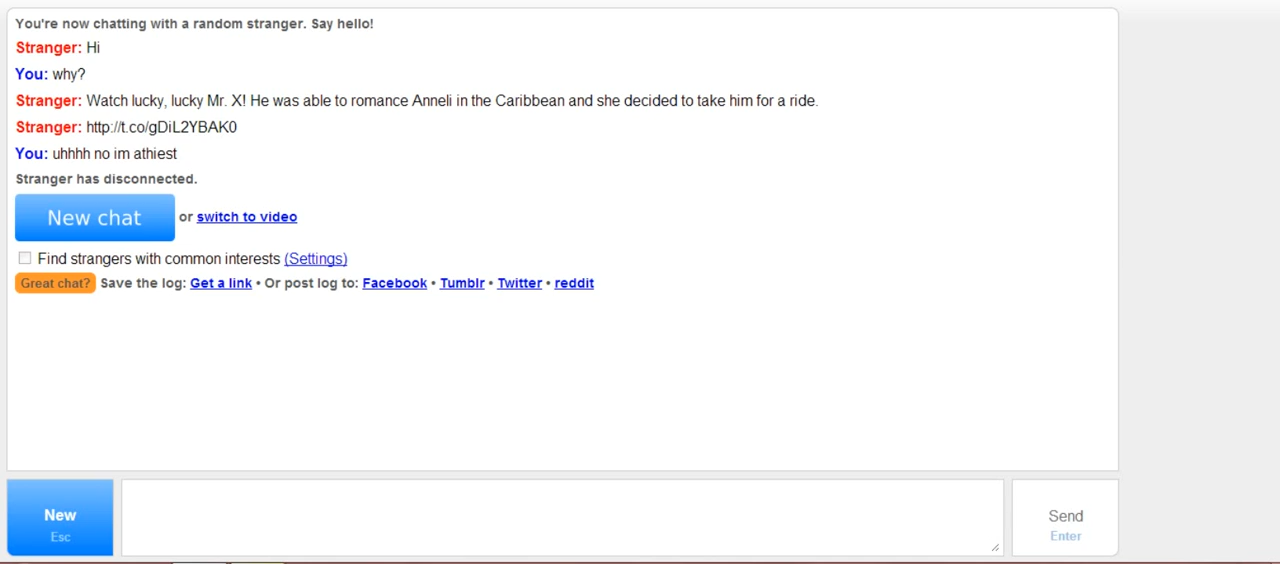 You're now chatting with a random stranger. Say hello!
Stranger: Hi
You: why?
Stranger: Watch lucky, lucky Mr. X! He was able to romance Anneli in the Caribbean and she decided to take him for a ride.
Stranger: http://t.co/gDiL2YBAK0
You: uhhhh no im athiest
Stranger has disconnected.
New chat or switch to video
Find strangers with common interests (Settings)
Great chat? Save the log: Get a link • Or post log to: Facebook • Tumblr • Twitter • reddit
New
Esc
Send
Enter